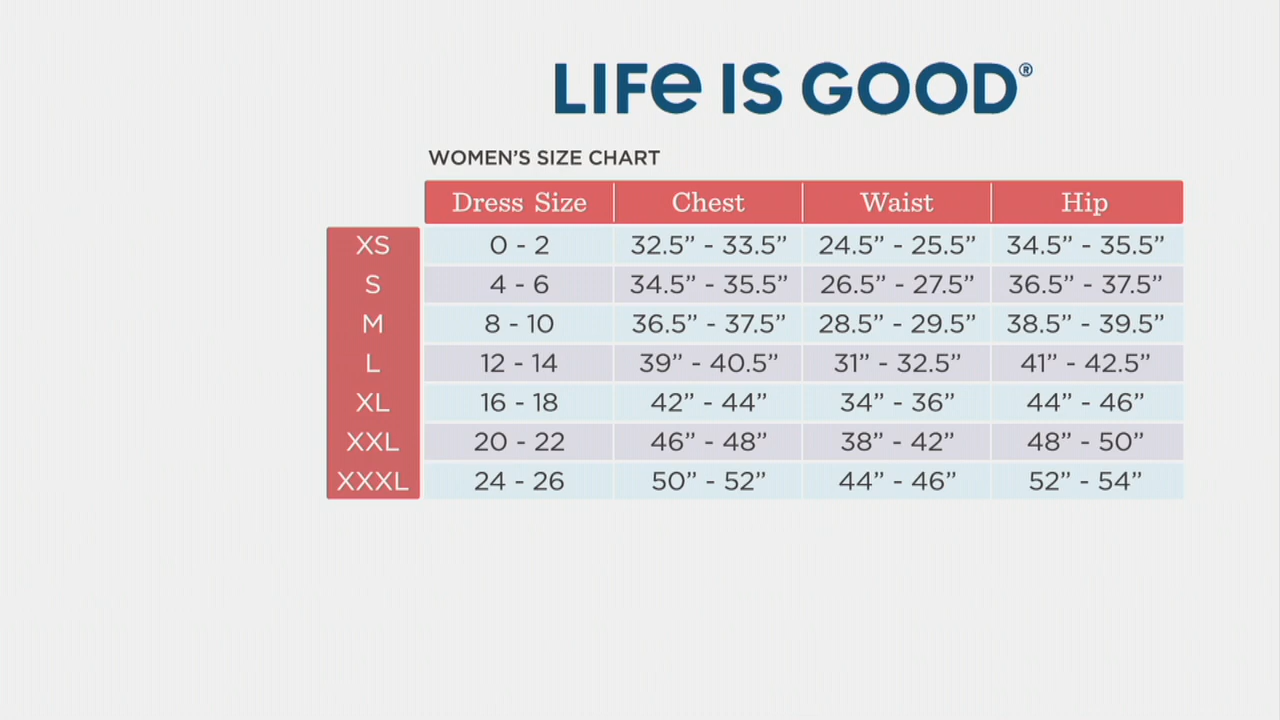 LIFe IS GOOD®
WOMEN’S SIZE CHART
Dress Size Chest Waist Hip
XS 0 - 2 32.5” - 33.5” 24.5” - 25.5” 34.5” - 35.5”
S 4 - 6 34.5” - 35.5” 26.5” - 27.5” 36.5” - 37.5”
M 8 - 10 36.5” - 37.5” 28.5” - 29.5” 38.5” - 39.5”
L 12 - 14 39” - 40.5” 31” - 32.5” 41” - 42.5”
XL 16 - 18 42” - 44” 34” - 36” 44” - 46”
XXL 20 - 22 46” - 48” 38” - 42” 48” - 50”
XXXL 24 - 26 50” - 52” 44” - 46” 52” - 54”